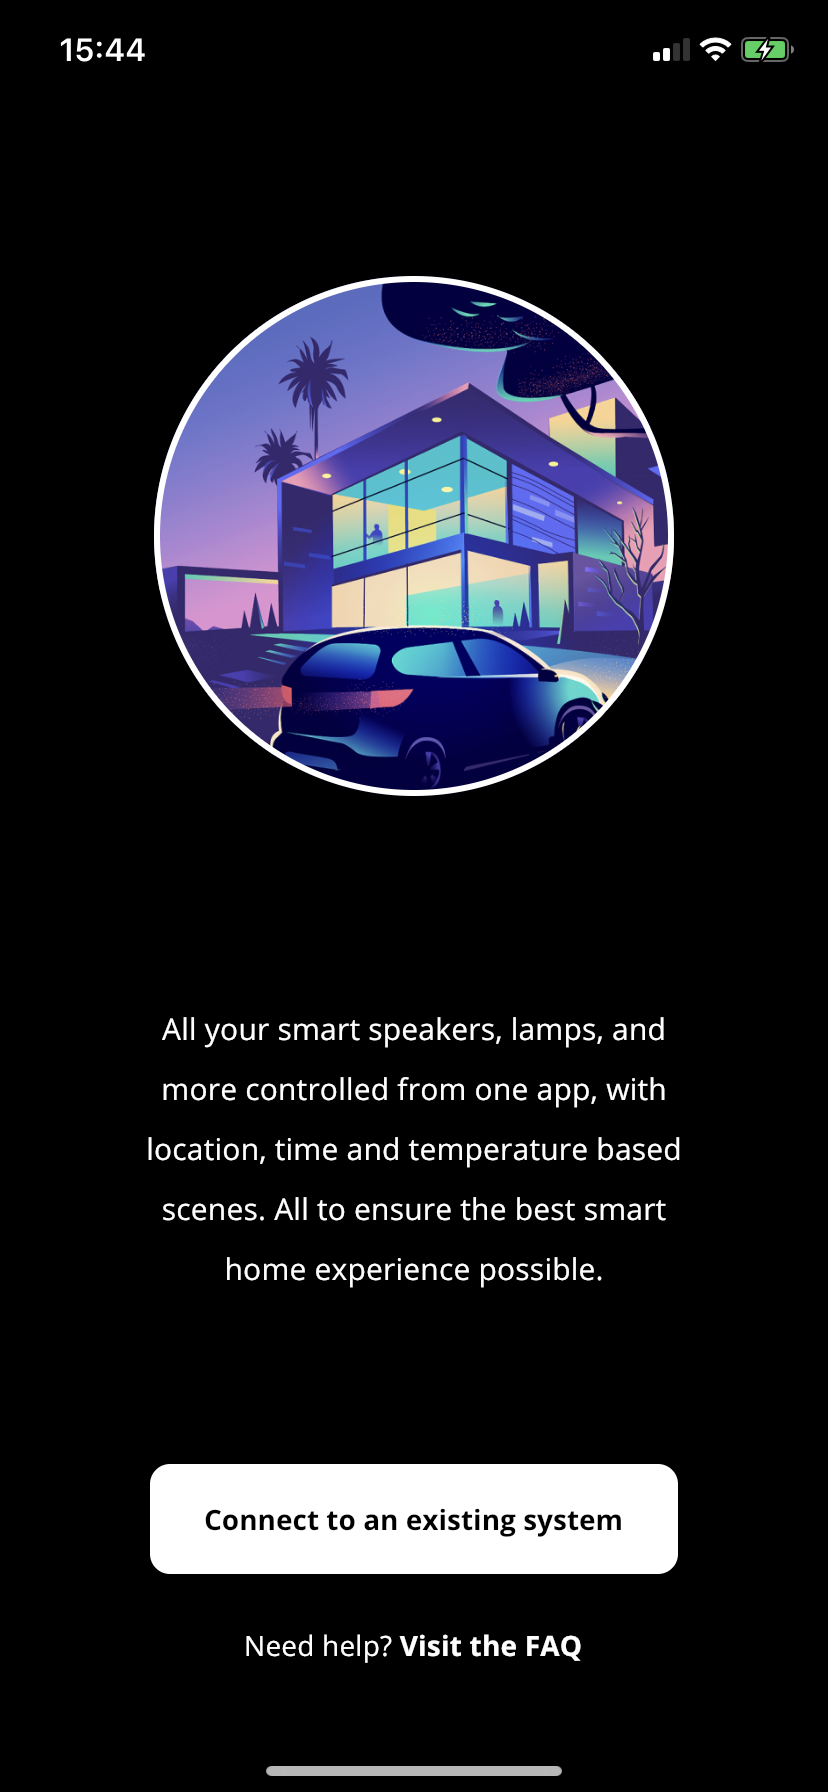 15:44
All your smart speakers, lamps, and
more controlled from one app, with
location, time and temperature based
scenes. All to ensure the best smart
home experience possible.
Connect to an existing system
Need help? Visit the FAQ